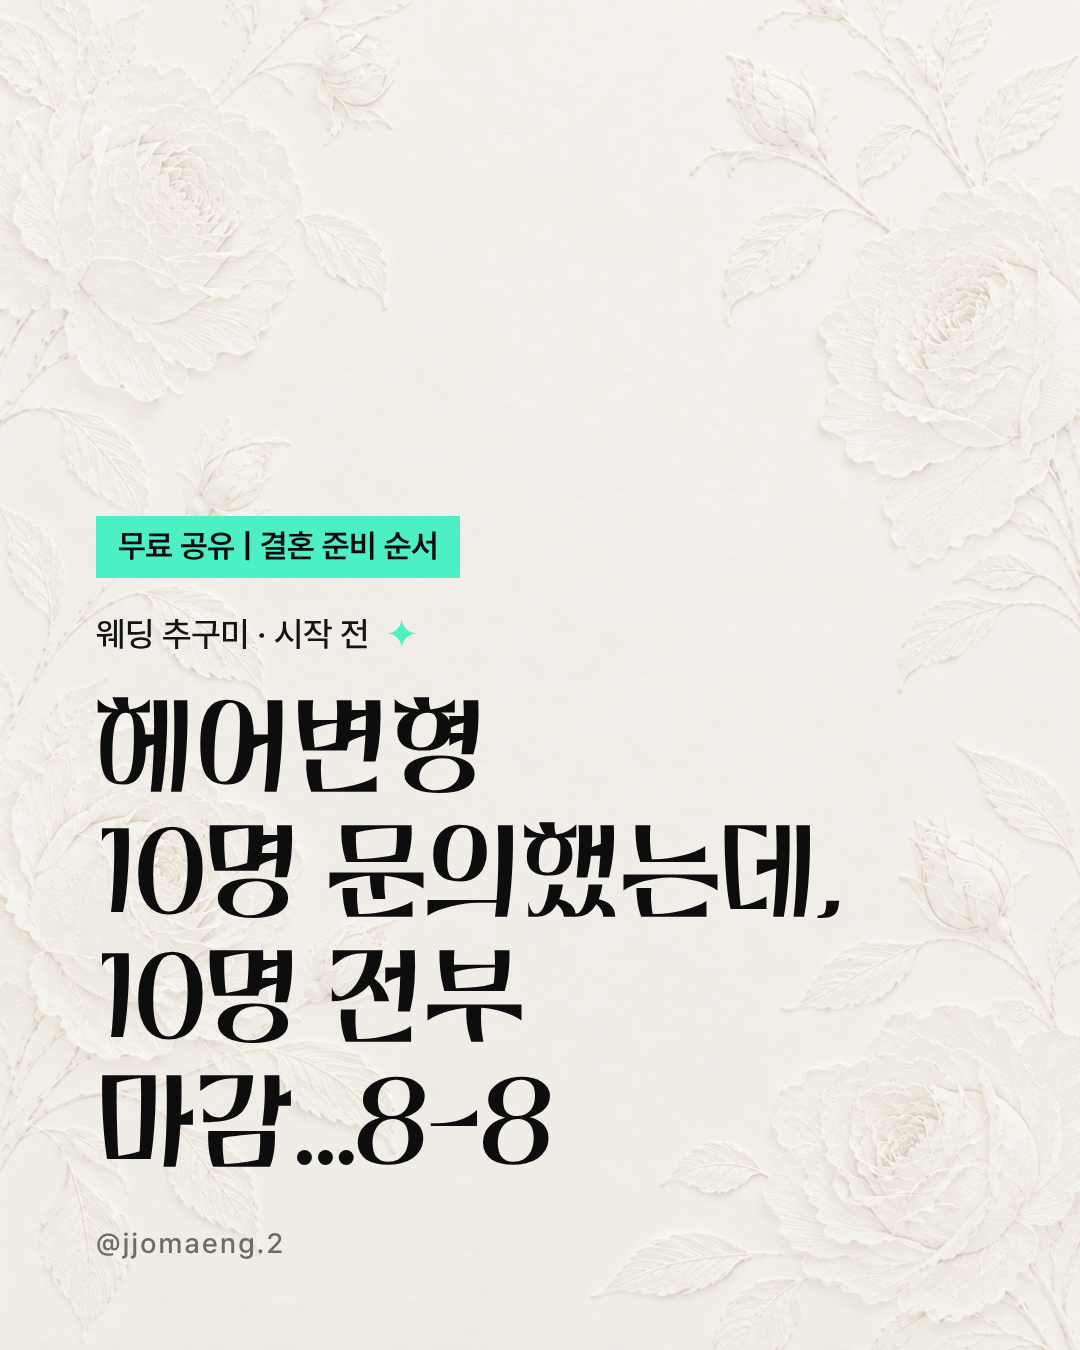 무료 공유 | 결혼 준비 순서
웨딩 추구미 · 시작 전
헤어변형
10명 문의했는데,
10명 전부
마감...8-8
@jjomaeng.2